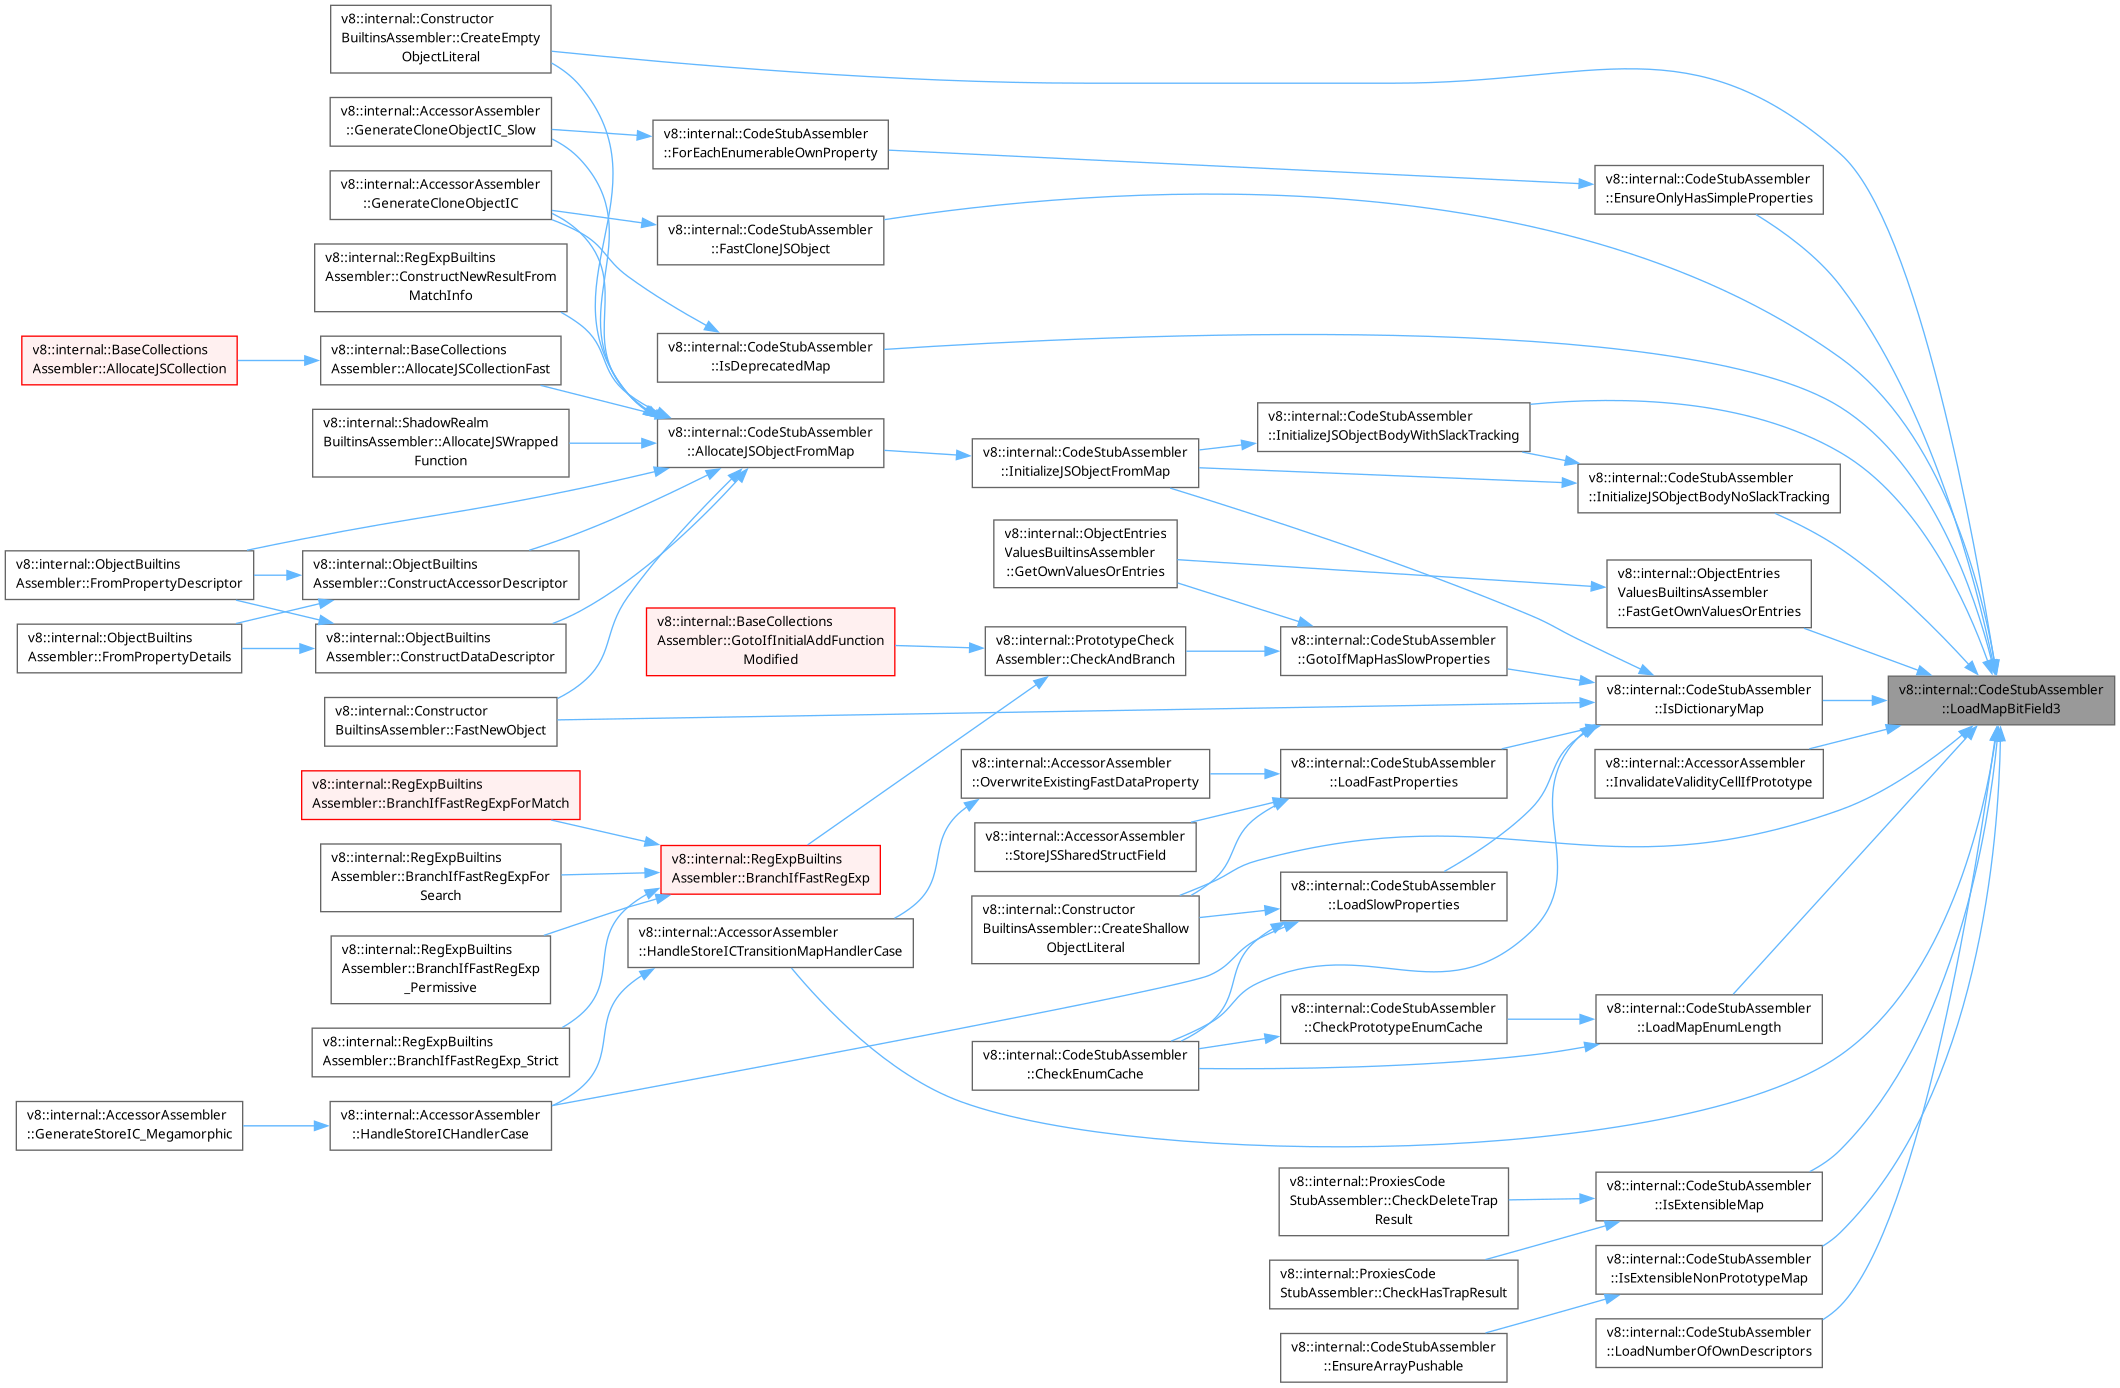 v8::internal::Constructor
BuiltinsAssembler::CreateEmpty
ObjectLiteral
v8::internal::AccessorAssembler
::GenerateCloneObjectIC_Slow
v8::internal::CodeStubAssembler
::ForEachEnumerableOwnProperty
v8::internal::CodeStubAssembler
::EnsureOnlyHasSimpleProperties
v8::internal::AccessorAssembler
::GenerateCloneObjectIC
v8::internal::CodeStubAssembler
::FastCloneJSObject
v8::internal::RegExpBuiltins
Assembler::ConstructNewResultFrom
MatchInfo
v8::internal::BaseCollections
Assembler::AllocateJSCollection
v8::internal::BaseCollections
Assembler::AllocateJSCollectionFast
v8::internal::CodeStubAssembler
::IsDeprecatedMap
v8::internal::ShadowRealm
BuiltinsAssembler::AllocateJSWrapped
Function
v8::internal::CodeStubAssembler
::AllocateJSObjectFromMap
v8::internal::CodeStubAssembler
::InitializeJSObjectFromMap
v8::internal::CodeStubAssembler
::InitializeJSObjectBodyWithSlackTracking
v8::internal::CodeStubAssembler
::InitializeJSObjectBodyNoSlackTracking
v8::internal::ObjectBuiltins
Assembler::FromPropertyDescriptor
v8::internal::ObjectBuiltins
Assembler::ConstructAccessorDescriptor
v8::internal::ObjectEntries
ValuesBuiltinsAssembler
::GetOwnValuesOrEntries
v8::internal::ObjectEntries
ValuesBuiltinsAssembler
::FastGetOwnValuesOrEntries
v8::internal::ObjectBuiltins
Assembler::FromPropertyDetails
v8::internal::ObjectBuiltins
Assembler::ConstructDataDescriptor
v8::internal::BaseCollections
Assembler::GotoIfInitialAddFunction
Modified
v8::internal::PrototypeCheck
Assembler::CheckAndBranch
v8::internal::CodeStubAssembler
::GotoIfMapHasSlowProperties
v8::internal::CodeStubAssembler
::IsDictionaryMap
v8::internal::CodeStubAssembler
::LoadMapBitField3
v8::internal::Constructor
BuiltinsAssembler::FastNewObject
v8::internal::RegExpBuiltins
Assembler::BranchIfFastRegExpForMatch
v8::internal::AccessorAssembler
::OverwriteExistingFastDataProperty
v8::internal::CodeStubAssembler
::LoadFastProperties
v8::internal::AccessorAssembler
::InvalidateValidityCellIfPrototype
v8::internal::RegExpBuiltins
Assembler::BranchIfFastRegExpFor
Search
v8::internal::RegExpBuiltins
Assembler::BranchIfFastRegExp
v8::internal::AccessorAssembler
::StoreJSSharedStructField
v8::internal::Constructor
BuiltinsAssembler::CreateShallow
ObjectLiteral
v8::internal::CodeStubAssembler
::LoadSlowProperties
v8::internal::RegExpBuiltins
Assembler::BranchIfFastRegExp
_Permissive
v8::internal::AccessorAssembler
::HandleStoreICTransitionMapHandlerCase
v8::internal::RegExpBuiltins
Assembler::BranchIfFastRegExp_Strict
v8::internal::CodeStubAssembler
::CheckEnumCache
v8::internal::CodeStubAssembler
::CheckPrototypeEnumCache
v8::internal::CodeStubAssembler
::LoadMapEnumLength
v8::internal::AccessorAssembler
::GenerateStoreIC_Megamorphic
v8::internal::AccessorAssembler
::HandleStoreICHandlerCase
v8::internal::ProxiesCode
StubAssembler::CheckDeleteTrap
Result
v8::internal::CodeStubAssembler
::IsExtensibleMap
v8::internal::ProxiesCode
StubAssembler::CheckHasTrapResult
v8::internal::CodeStubAssembler
::IsExtensibleNonPrototypeMap
v8::internal::CodeStubAssembler
::EnsureArrayPushable
v8::internal::CodeStubAssembler
::LoadNumberOfOwnDescriptors